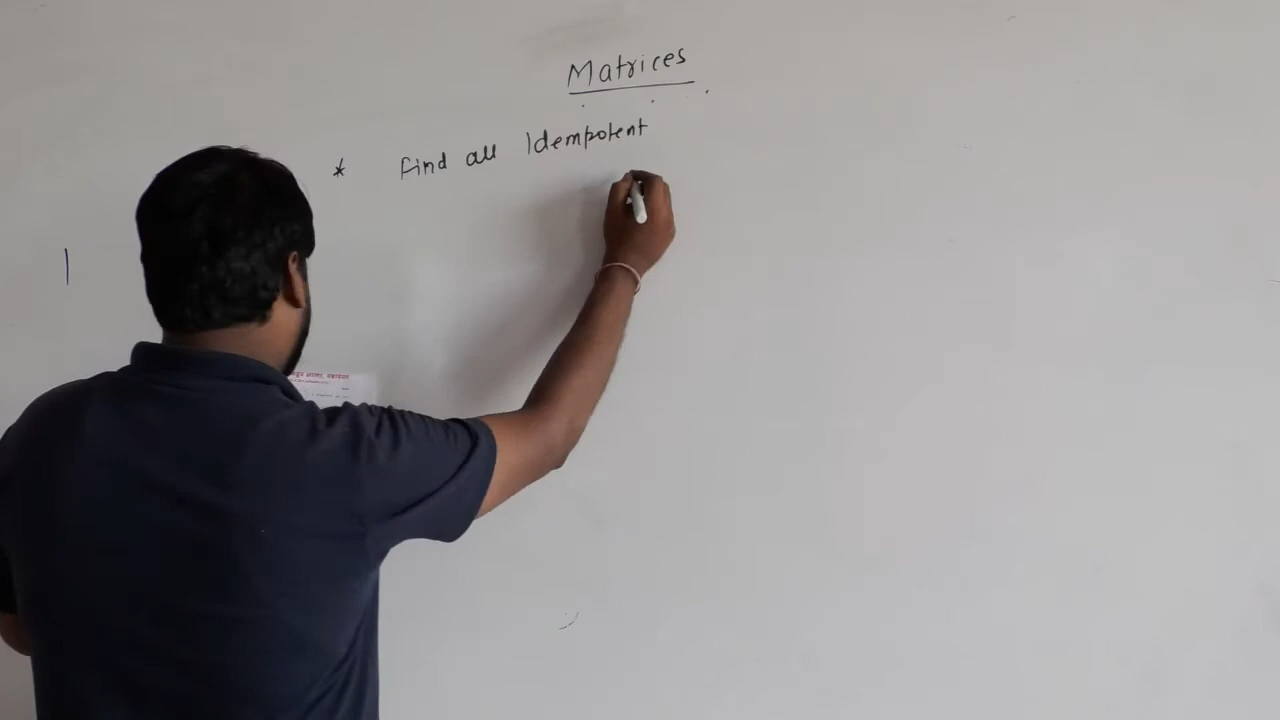 Matrices
* Find all Idempotent